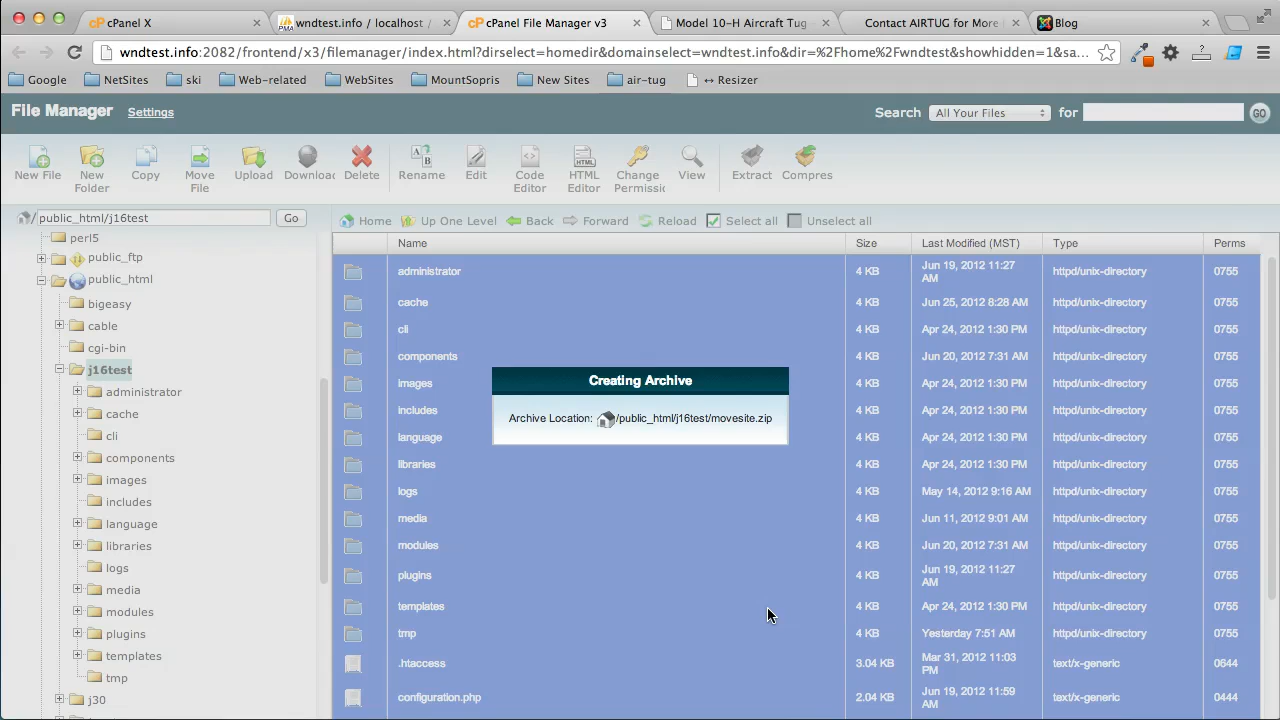 cPanel X
wndtest.info / localhost /
cPanel File Manager v3
Model 10-H Aircraft Tug
Contact AIRTUG for More
Blog
wndtest.info:2082/frontend/x3/filemanager/index.html?dirselect=homedir&domainselect=wndtest.info&dir=%2Fhome%2Fwndtest&showhidden=1&sa...
Google NetSites ski Web-related WebSites MountSopris New Sites air-tug ↔ Resizer
File Manager Settings
Search All Your Files for GO
New File
New Folder
Copy
Move File
Upload
Download
Delete
Rename
Edit
Code Editor
HTML Editor
Change Permissic
View
Extract
Compres
/ public_html/j16test Go
Home Up One Level Back Forward Reload Select all Unselect all
perl5
public_ftp
public_html
bigeasy
cable
cgi-bin
j16test
administrator
cache
cli
components
images
includes
language
libraries
logs
media
modules
plugins
templates
tmp
j30
Name Size Last Modified (MST) Type Perms
administrator 4 KB Jun 19, 2012 11:27 AM httpd/unix-directory 0755
cache 4 KB Jun 25, 2012 8:28 AM httpd/unix-directory 0755
cli 4 KB Apr 24, 2012 1:30 PM httpd/unix-directory 0755
components 4 KB Jun 20, 2012 7:31 AM httpd/unix-directory 0755
images 4 KB Apr 24, 2012 1:30 PM httpd/unix-directory 0755
includes 4 KB Apr 24, 2012 1:30 PM httpd/unix-directory 0755
language 4 KB Apr 24, 2012 1:30 PM httpd/unix-directory 0755
libraries 4 KB Apr 24, 2012 1:30 PM httpd/unix-directory 0755
logs 4 KB May 14, 2012 9:16 AM httpd/unix-directory 0755
media 4 KB Jun 11, 2012 9:01 AM httpd/unix-directory 0755
modules 4 KB Jun 20, 2012 7:31 AM httpd/unix-directory 0755
plugins 4 KB Jun 19, 2012 11:27 AM httpd/unix-directory 0755
templates 4 KB Apr 24, 2012 1:30 PM httpd/unix-directory 0755
tmp 4 KB Yesterday 7:51 AM httpd/unix-directory 0755
.htaccess 3.04 KB Mar 31, 2012 11:03 PM text/x-generic 0644
configuration.php 2.04 KB Jun 19, 2012 11:59 AM text/x-generic 0444
Creating Archive
Archive Location: /public_html/j16test/movesite.zip